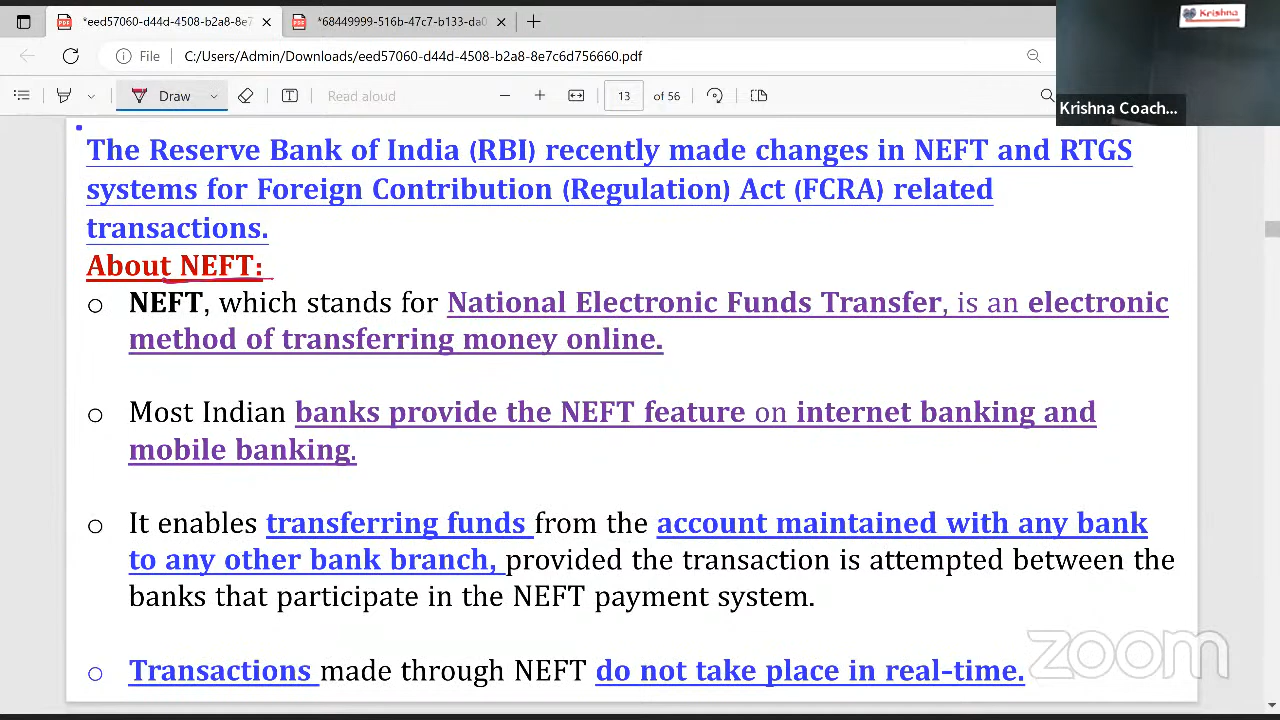 *eed57060-d44d-4508-b2a8-8e7
*68449999-516b-47c7-b133-da8
Krishna
File
C:/Users/Admin/Downloads/eed57060-d44d-4508-b2a8-8e7c6d756660.pdf
Draw
Read aloud
13 of 56
Krishna Coach...
The Reserve Bank of India (RBI) recently made changes in NEFT and RTGS
systems for Foreign Contribution (Regulation) Act (FCRA) related
transactions.
About NEFT:
NEFT, which stands for National Electronic Funds Transfer, is an electronic
method of transferring money online.
Most Indian banks provide the NEFT feature on internet banking and
mobile banking.
It enables transferring funds from the account maintained with any bank
to any other bank branch, provided the transaction is attempted between the
banks that participate in the NEFT payment system.
Transactions made through NEFT do not take place in real-time.
zoom